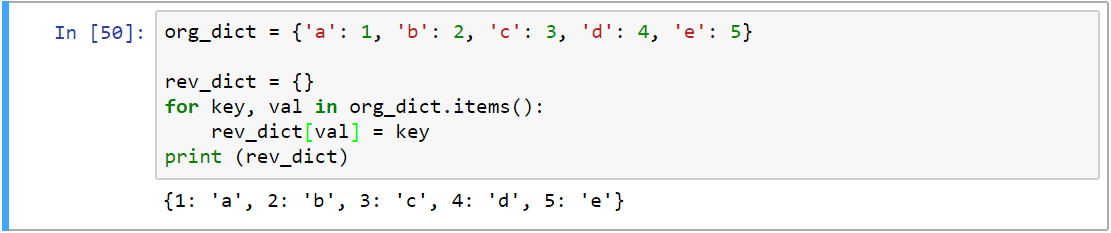 In [50]: org_dict = {'a': 1, 'b': 2, 'c': 3, 'd': 4, 'e': 5}

rev_dict = {}
for key, val in org_dict.items():
    rev_dict[val] = key
print (rev_dict)
{1: 'a', 2: 'b', 3: 'c', 4: 'd', 5: 'e'}